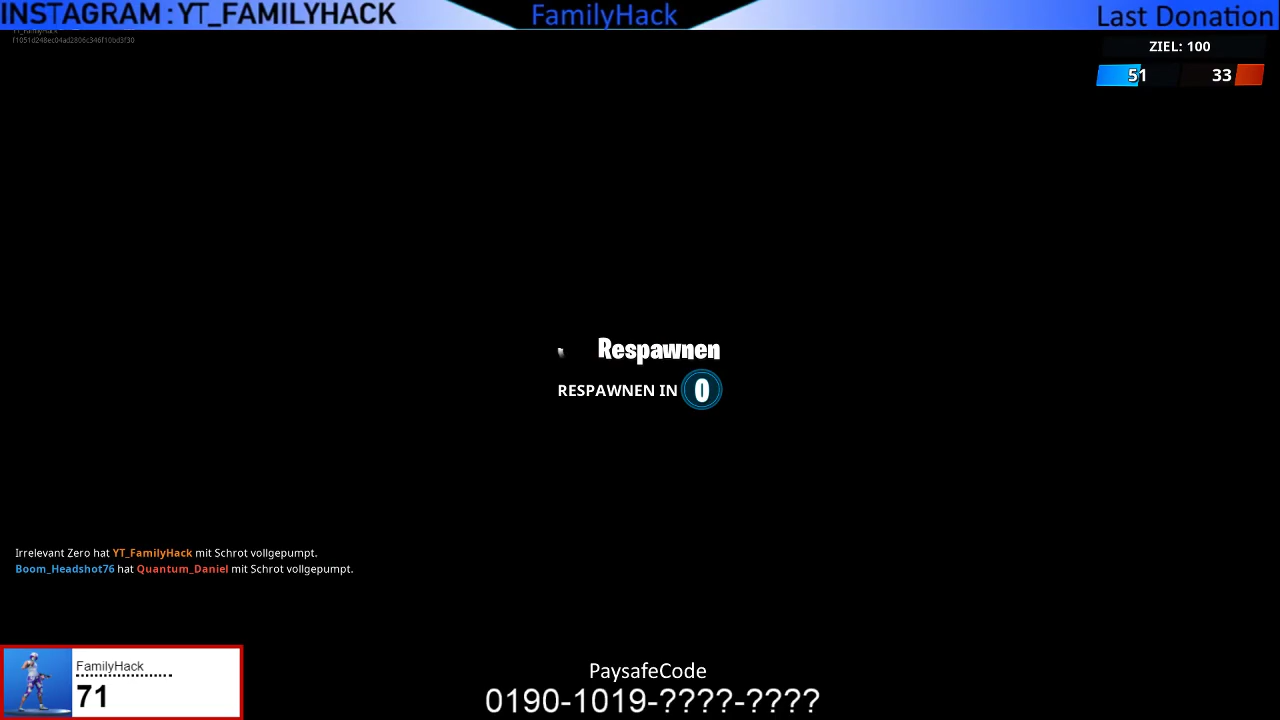 INSTAGRAM : YT_FAMILYHACK
FamilyHack
Last Donation
ZIEL: 100
51
33
Respawnen
RESPAWNEN IN 0
Irrelevant Zero hat YT_FamilyHack mit Schrot vollgepumpt.
Boom_Headshot76 hat Quantum_Daniel mit Schrot vollgepumpt.
FamilyHack
71
PaysafeCode
0190-1019-????-????